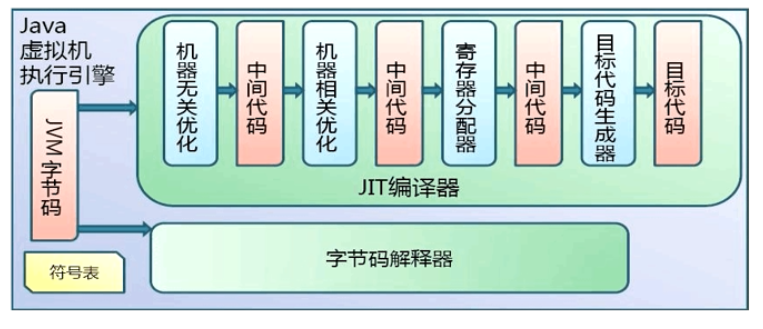 Java
虚拟机
执行引擎
JVM字节码
符号表
机器无关优化
中间代码
机器相关优化
中间代码
寄存器分配器
中间代码
目标代码生成器
目标代码
JIT编译器
字节码解释器